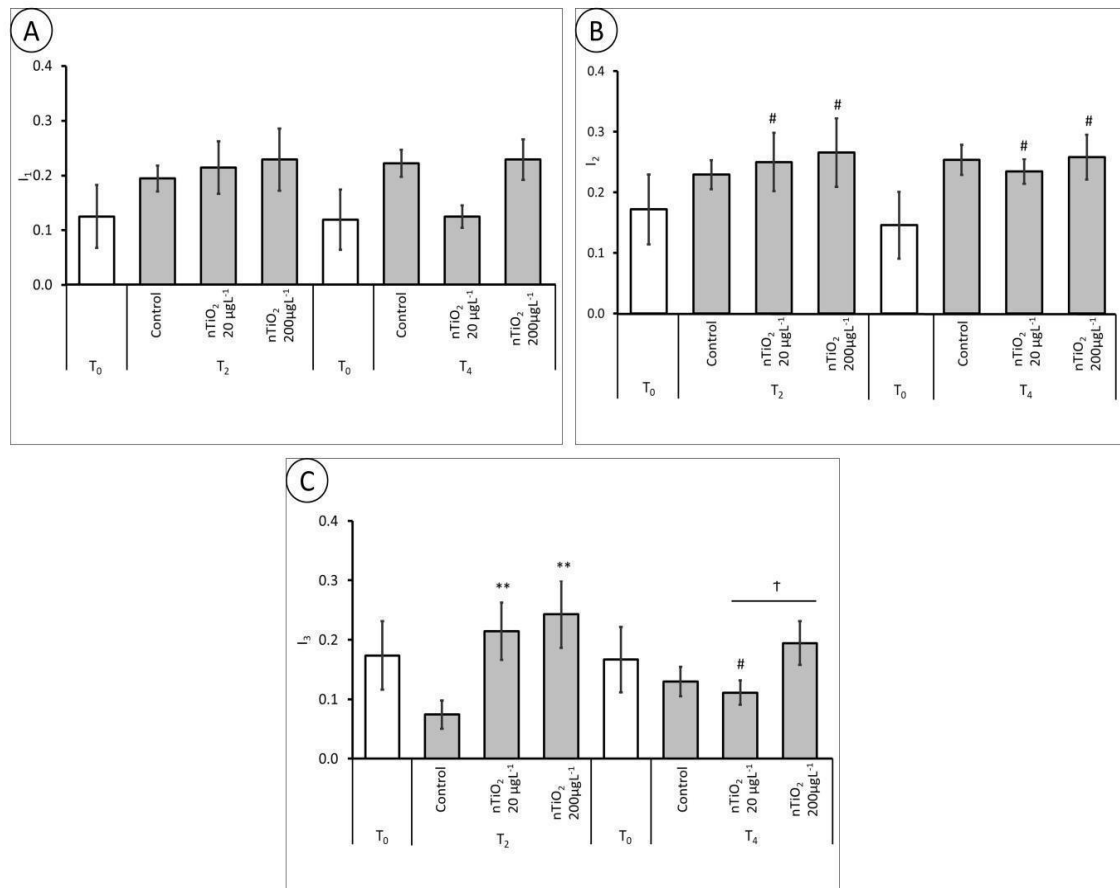 A
0.4
0.3
0.2
0.1
0.0
I₁
Control
nTiO₂
20 µgL⁻¹
nTiO₂
200µgL⁻¹
Control
nTiO₂
20 µgL⁻¹
nTiO₂
200µgL⁻¹
T₀
T₂
T₀
T₄
B
0.4
0.3
0.2
0.1
0.0
I₂
#
#
#
#
Control
nTiO₂
20 µgL⁻¹
nTiO₂
200µgL⁻¹
Control
nTiO₂
20 µgL⁻¹
nTiO₂
200µgL⁻¹
T₀
T₂
T₀
T₄
C
0.4
0.3
0.2
0.1
0.0
I₃
**
**
#
†
Control
nTiO₂
20 µgL⁻¹
nTiO₂
200µgL⁻¹
Control
nTiO₂
20 µgL⁻¹
nTiO₂
200µgL⁻¹
T₀
T₂
T₀
T₄